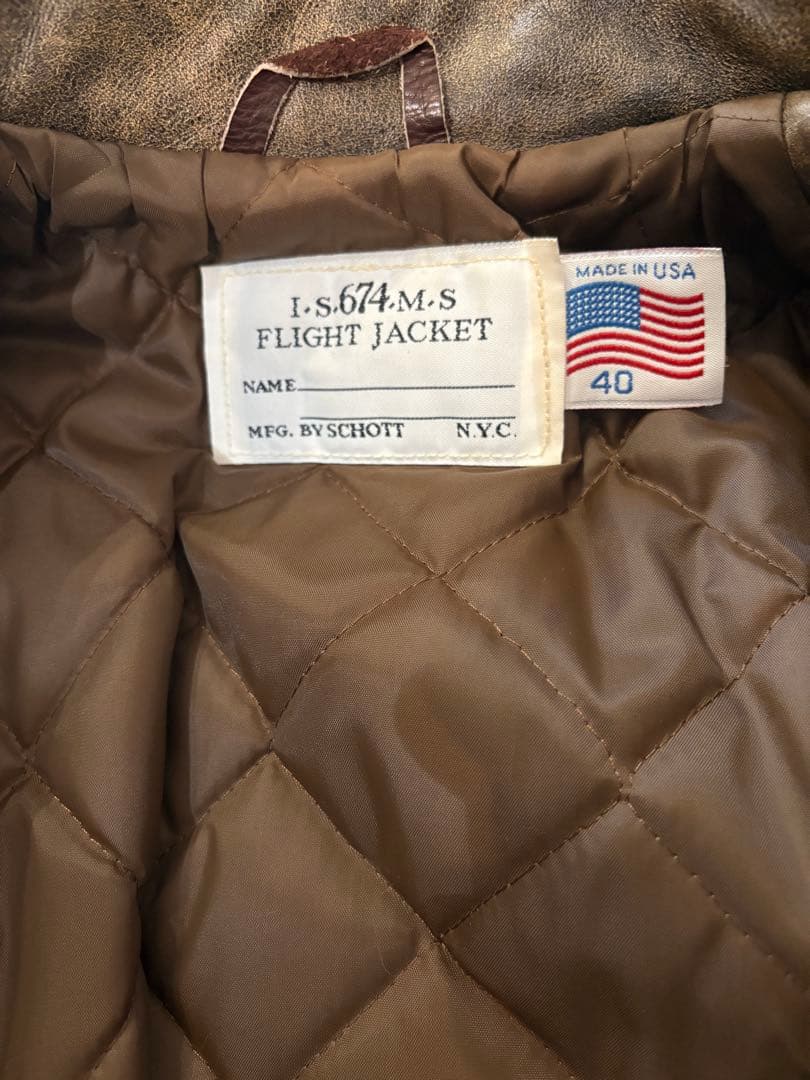 I.S.674.M.S
FLIGHT JACKET
NAME
MFG. BY SCHOTT N.Y.C.
MADE IN USA
40